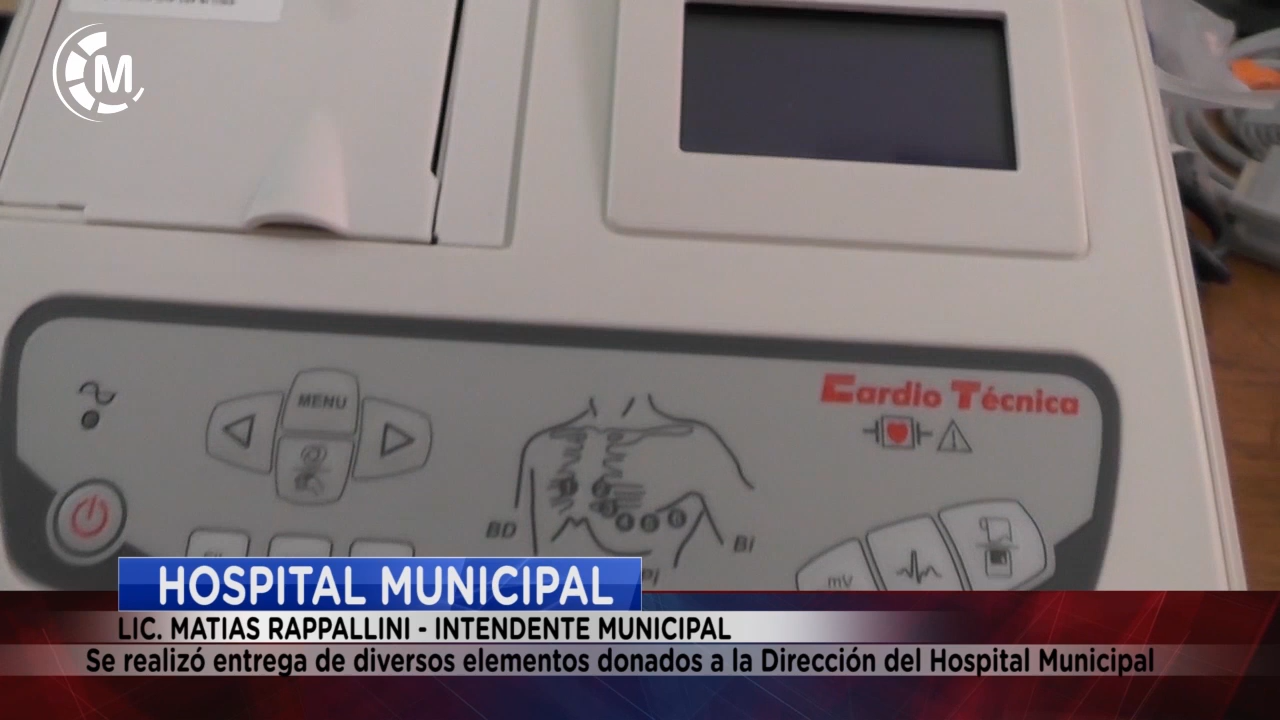 M
MENU
Cardio Técnica
BD
BI
mV
HOSPITAL MUNICIPAL
LIC. MATIAS RAPPALLINI - INTENDENTE MUNICIPAL
Se realizó entrega de diversos elementos donados a la Dirección del Hospital Municipal